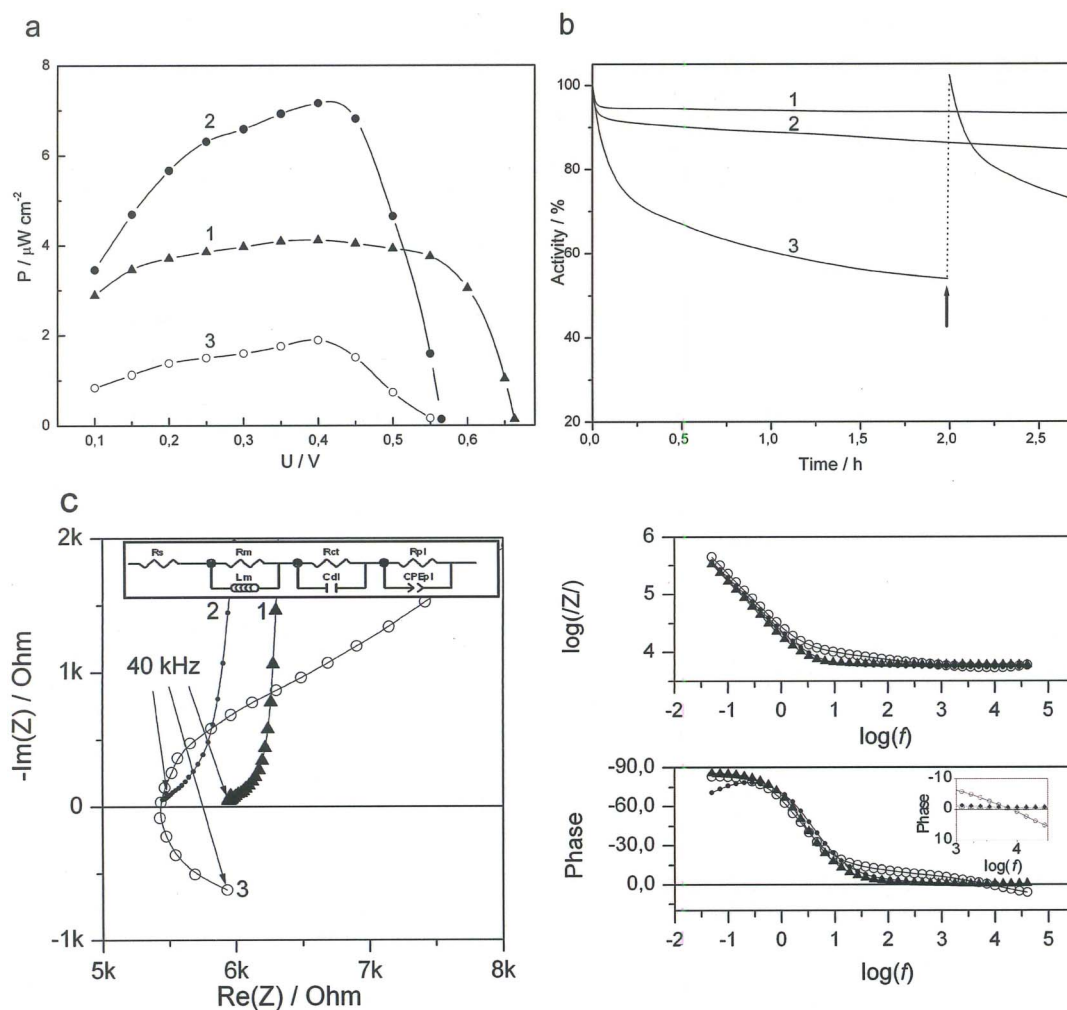 a
8
6
4
2
0
P / µW cm⁻²
2
1
3
0,1 0,2 0,3 0,4 0,5 0,6
U / V
b
100
80
60
40
20
Activity / %
1
2
3
0,0 0,5 1,0 1,5 2,0
Time / h
c
2k
1k
0
-1k
-Im(Z) / Ohm
Rs Rm Rct Rpl
Lm Cdl CPEpl
2 1
40 kHz
3
5k 6k 7k 8k
Re(Z) / Ohm
6
5
4
log(/Z/)
-2 -1 0 1 2 3 4 5
log(f)
-90,0
-60,0
-30,0
0,0
Phase
-10
0
10
Phase
3 4
log(f)
-2 -1 0 1 2 3 4 5
log(f)